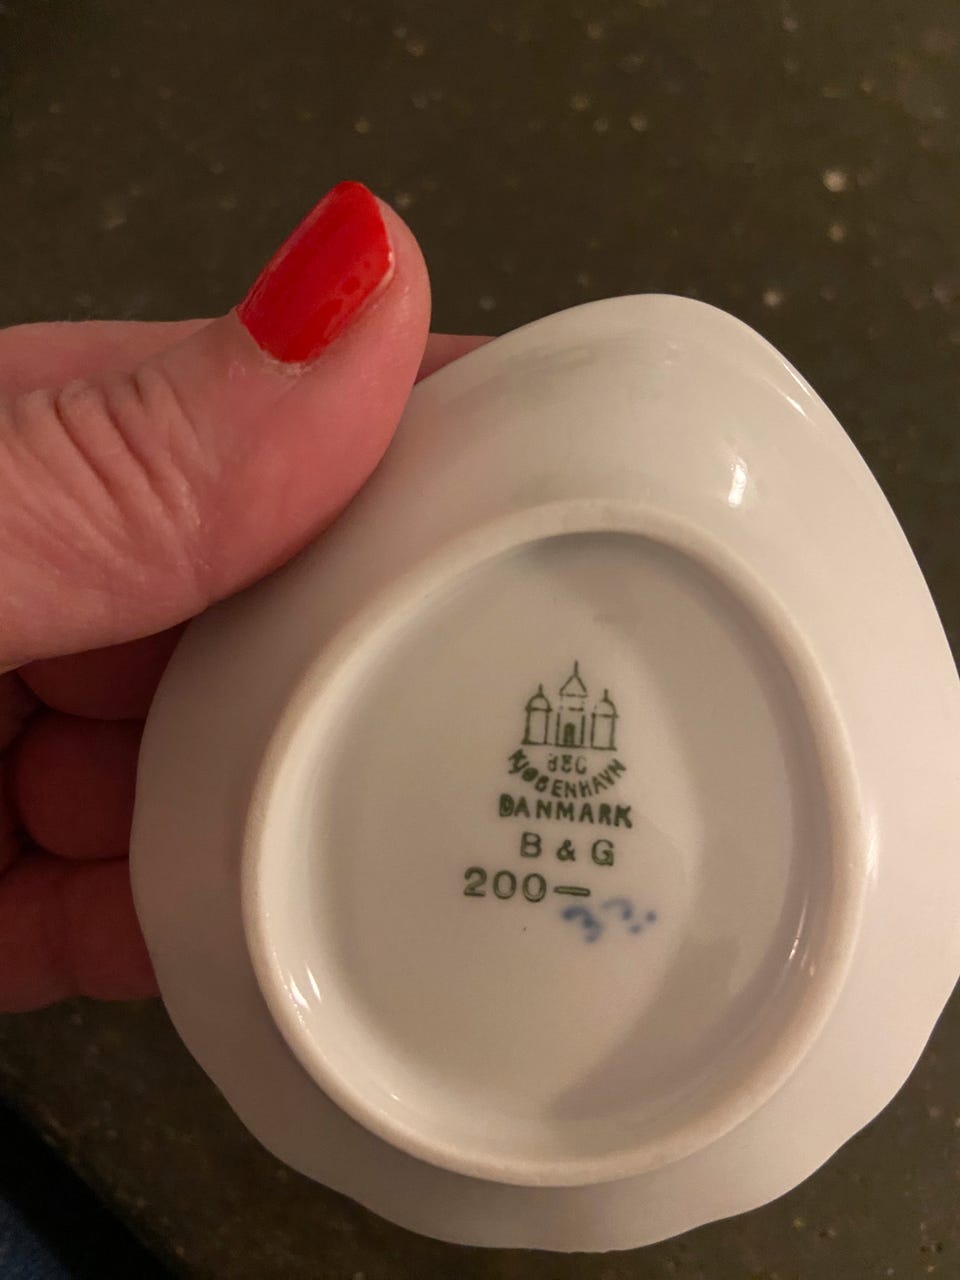 B&G
KJØBENHAVN
DANMARK
B & G
200—